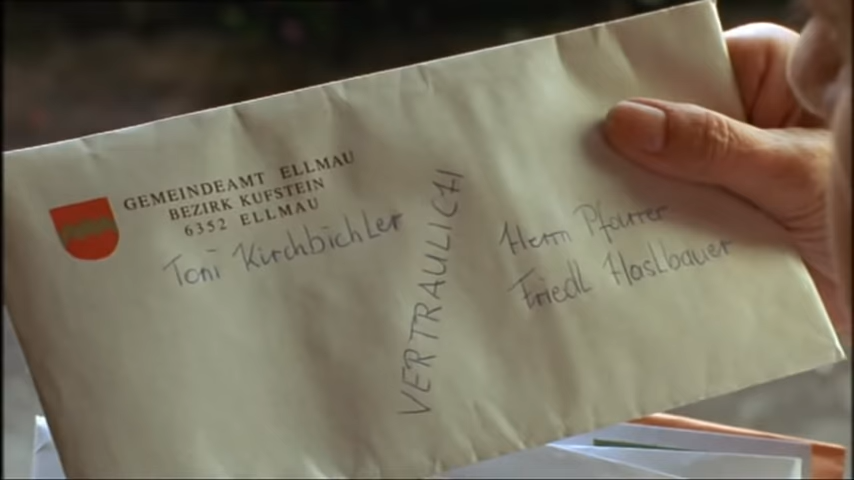 GEMEINDEAMT ELLMAU
BEZIRK KUFSTEIN
6352 ELLMAU
Toni Kirchbichler
VERTRAULICH
Herrn Pfarrer
Friedl Haslbauer